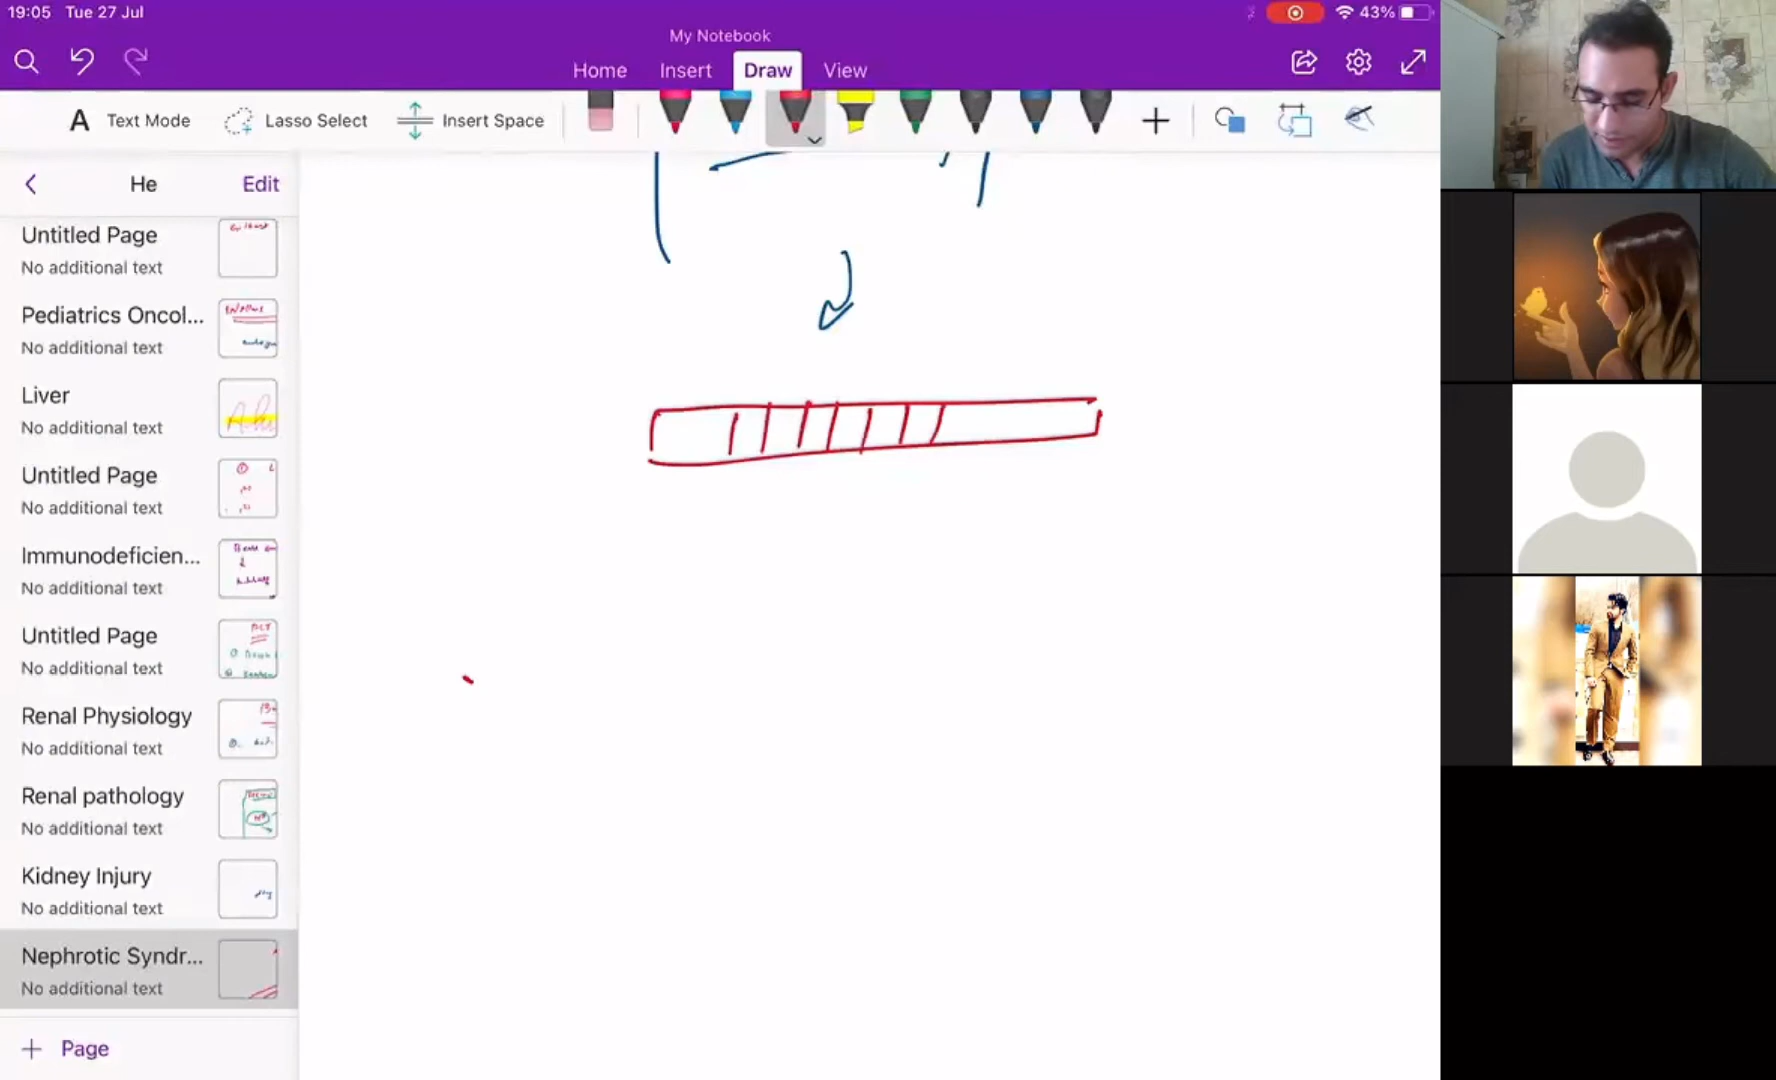 19:05 Tue 27 Jul
43%
My Notebook
Home Insert Draw View
A Text Mode Lasso Select Insert Space
He Edit
Untitled Page
No additional text
Pediatrics Oncol...
No additional text
Liver
No additional text
Untitled Page
No additional text
Immunodeficien...
No additional text
Untitled Page
No additional text
Renal Physiology
No additional text
Renal pathology
No additional text
Kidney Injury
No additional text
Nephrotic Syndr...
No additional text
+ Page